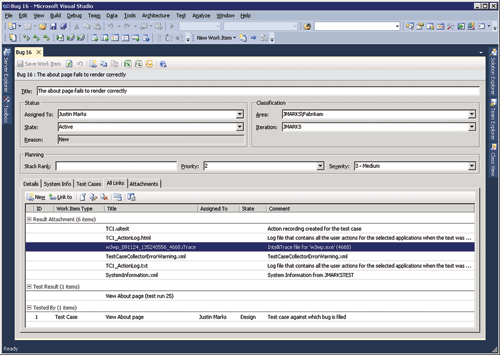 Bug 16 - Microsoft Visual Studio
File Edit View Build Debug Team Data Tools Architecture Test Analyze Window Help
New Work Item
Server Explorer
Toolbox
Solution Explorer
Team Explorer
Class View
Bug 16
Save Work Item
Bug 16 : The about page fails to render correctly
Title: The about page fails to render correctly
Status
Assigned To: Justin Marks
State: Active
Reason: New
Classification
Area: JMARKS\Fabrikam
Iteration: JMARKS
Planning
Stack Rank:
Priority: 2
Severity: 3 - Medium
Details System Info Test Cases All Links Attachments
New Link to
ID Work Item Type Title Assigned To State Comment
Result Attachment (6 items)
TC1.uitest Action recording created for the test case
TC1_ActionLog.html Log file that contains all the user actions for the selected applications when the test was ...
w3wp_091124_135240556_4668.iTrace IntelliTrace file for 'w3wp.exe' (4668)
TestCaseCollectorErrorWarning.xml TestCaseCollectorErrorWarning.xml
TC1_ActionLog.txt Log file that contains all the user actions for the selected applications when the test was ...
SystemInformation.xml System Information from JMARKSTEST
Test Result (1 items)
View About page (test run 25)
Tested By (1 items)
1 Test Case View About page Justin Marks Design Test case against which bug is filed
Ready